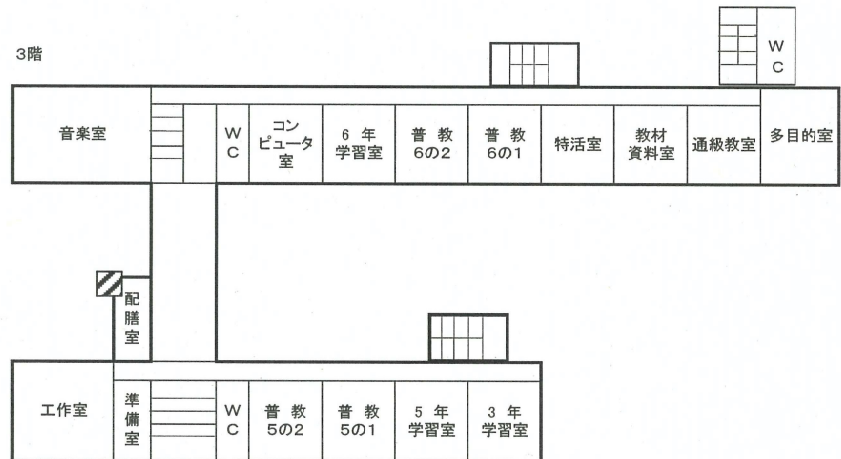 3階
W
C
音楽室
W
C
コン
ピュータ
室
6 年
学習室
普 教
6の2
普 教
6の1
特活室
教材
資料室
通級教室
多目的室
配
膳
室
工作室
準
備
室
W
C
普 教
5の2
普 教
5の1
5 年
学習室
3 年
学習室